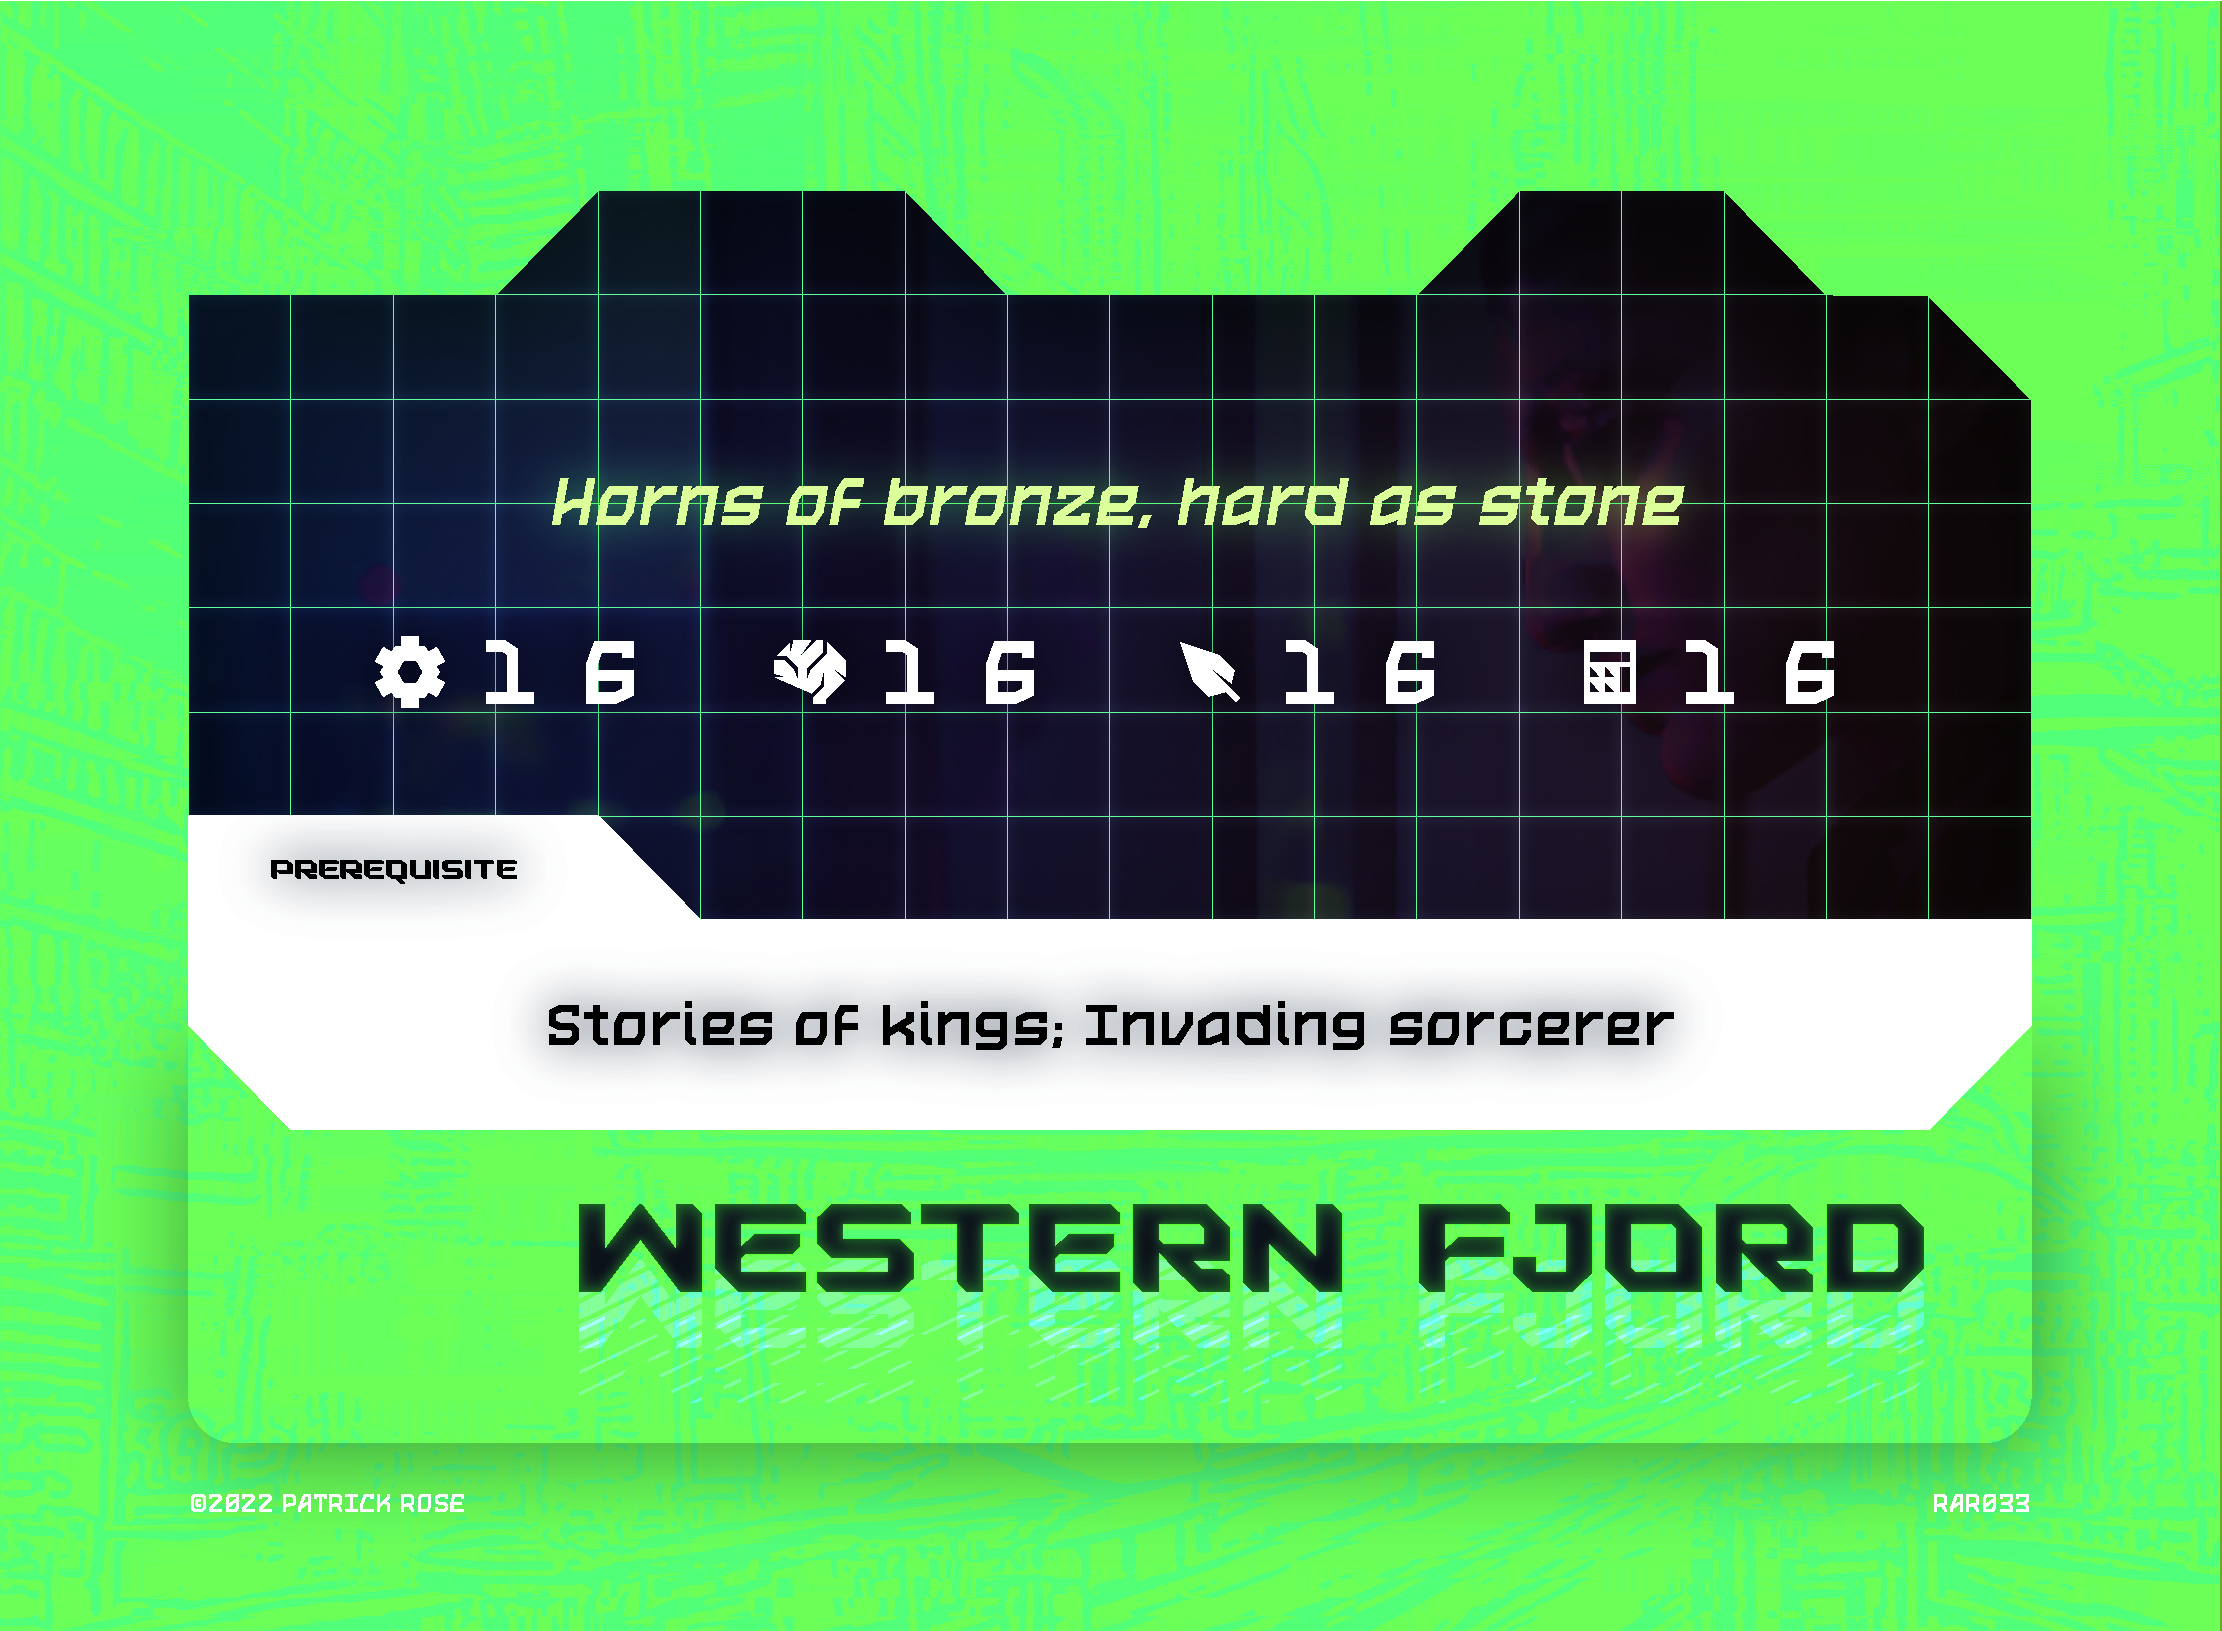 Horns of bronze, hard as stone
16 16 16 16
PREREQUISITE
Stories of kings; Invading sorcerer
WESTERN FJORD
©2022 PATRICK ROSE
RAR033